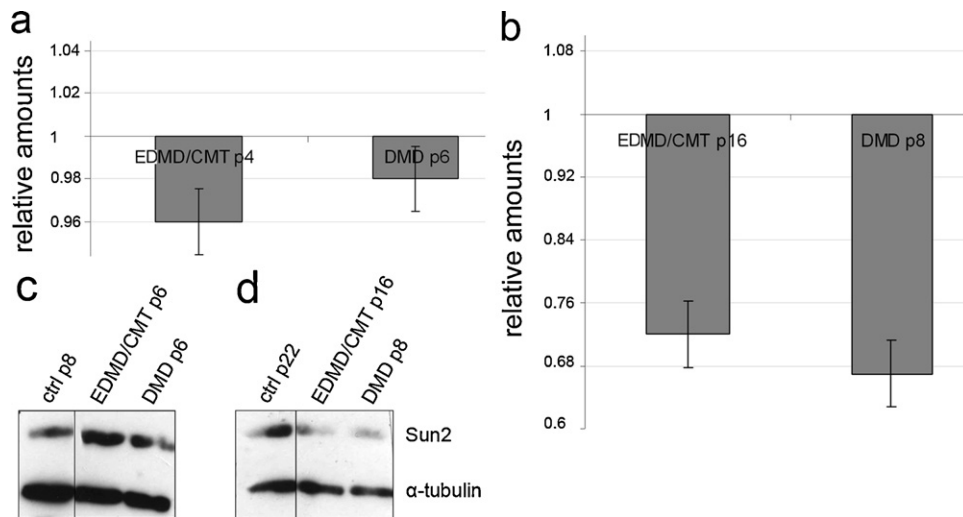 a
relative amounts
1.04
1.02
1
0.98
0.96
EDMD/CMT p4
DMD p6
b
relative amounts
1.08
1
0.92
0.84
0.76
0.68
0.6
EDMD/CMT p16
DMD p8
c
ctrl p8
EDMD/CMT p6
DMD p6
d
ctrl p22
EDMD/CMT p16
DMD p8
Sun2
α-tubulin